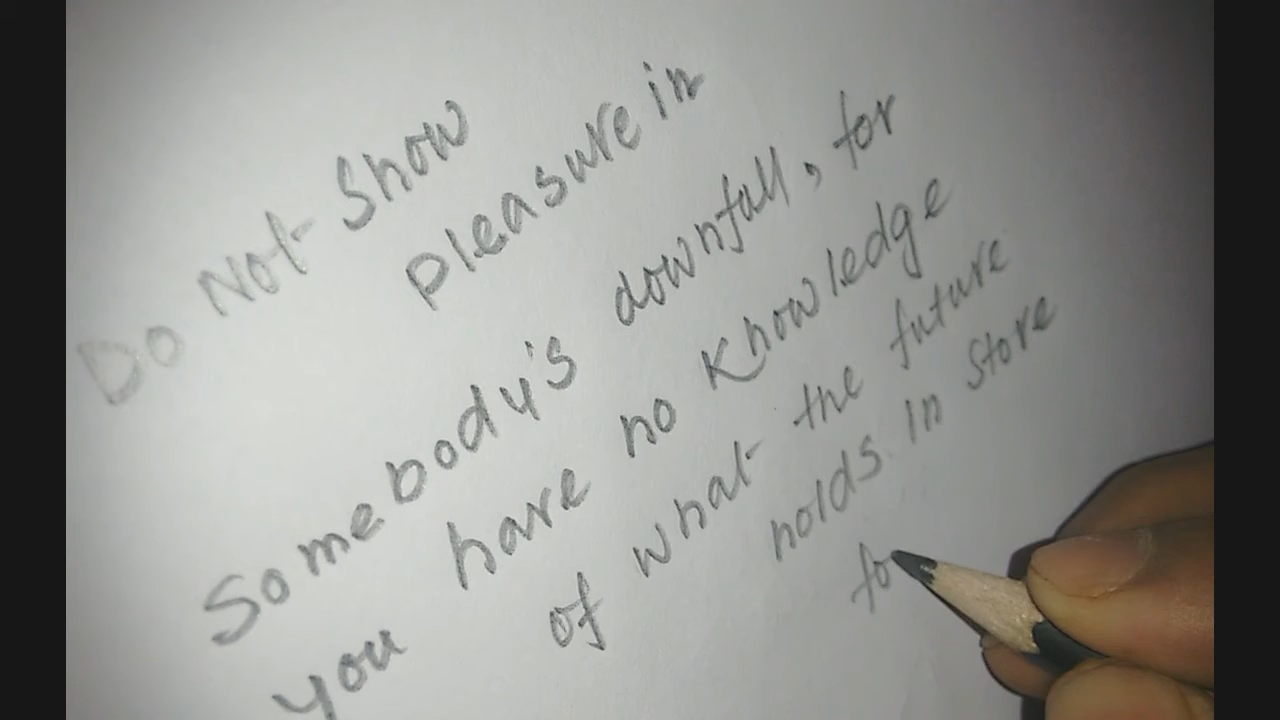 Do Not Show
pleasure in
Somebody's downfall, for
you have no Knowledge
of what the future
holds in store
fo